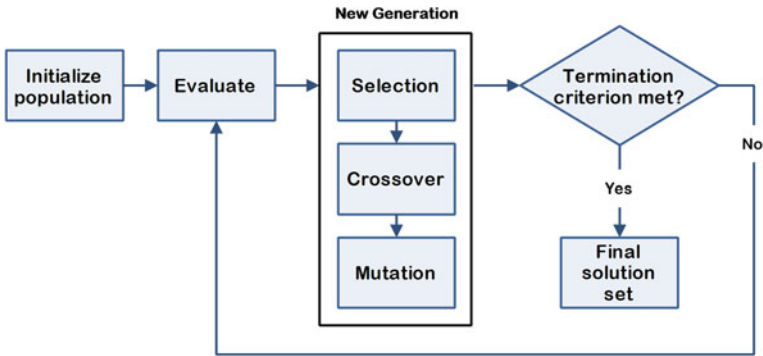 New Generation
Initialize
population
Evaluate
Selection
Crossover
Mutation
Termination
criterion met?
No
Yes
Final
solution
set